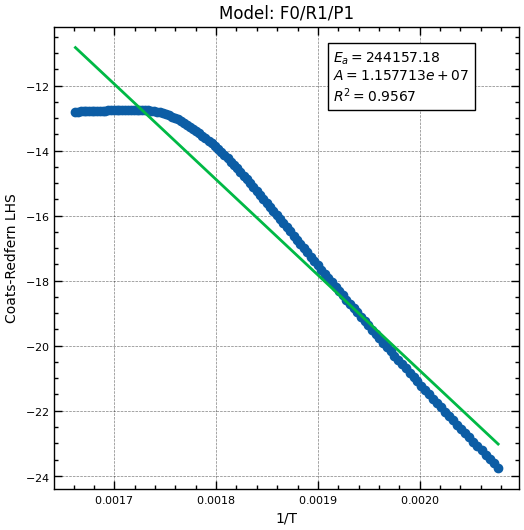 Model: F0/R1/P1
E_a = 244157.18
A = 1.157713e + 07
R^2 = 0.9567
−12
−14
−16
−18
−20
−22
−24
Coats-Redfern LHS
0.0017 0.0018 0.0019 0.0020
1/T